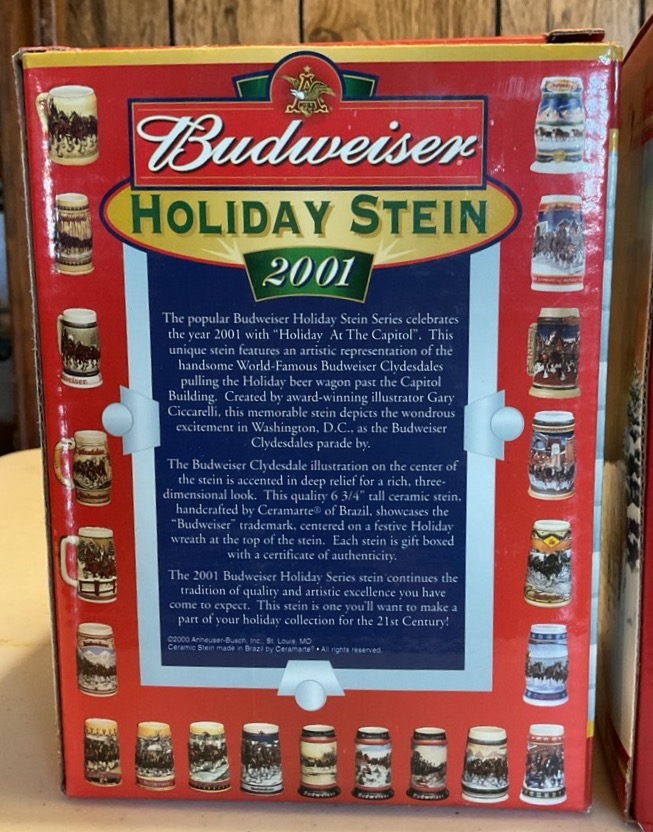 Budweiser
HOLIDAY STEIN
2001
The popular Budweiser Holiday Stein Series celebrates
the year 2001 with "Holiday At The Capitol". This
unique stein features an artistic representation of the
handsome World-Famous Budweiser Clydesdales
pulling the Holiday beer wagon past the Capitol
Building. Created by award-winning illustrator Gary
Ciccarelli, this memorable stein depicts the wondrous
excitement in Washington, D.C., as the Budweiser
Clydesdales parade by.
The Budweiser Clydesdale illustration on the center of
the stein is accented in deep relief for a rich, three-
dimensional look. This quality 6 3/4" tall ceramic stein,
handcrafted by Ceramarte® of Brazil, showcases the
"Budweiser" trademark, centered on a festive Holiday
wreath at the top of the stein. Each stein is gift boxed
with a certificate of authenticity.
The 2001 Budweiser Holiday Series stein continues the
tradition of quality and artistic excellence you have
come to expect. This stein is one you'll want to make a
part of your holiday collection for the 21st Century!
©2000 Anheuser-Busch, Inc., St. Louis, MO
Ceramic Stein made in Brazil by Ceramarte® • All rights reserved.